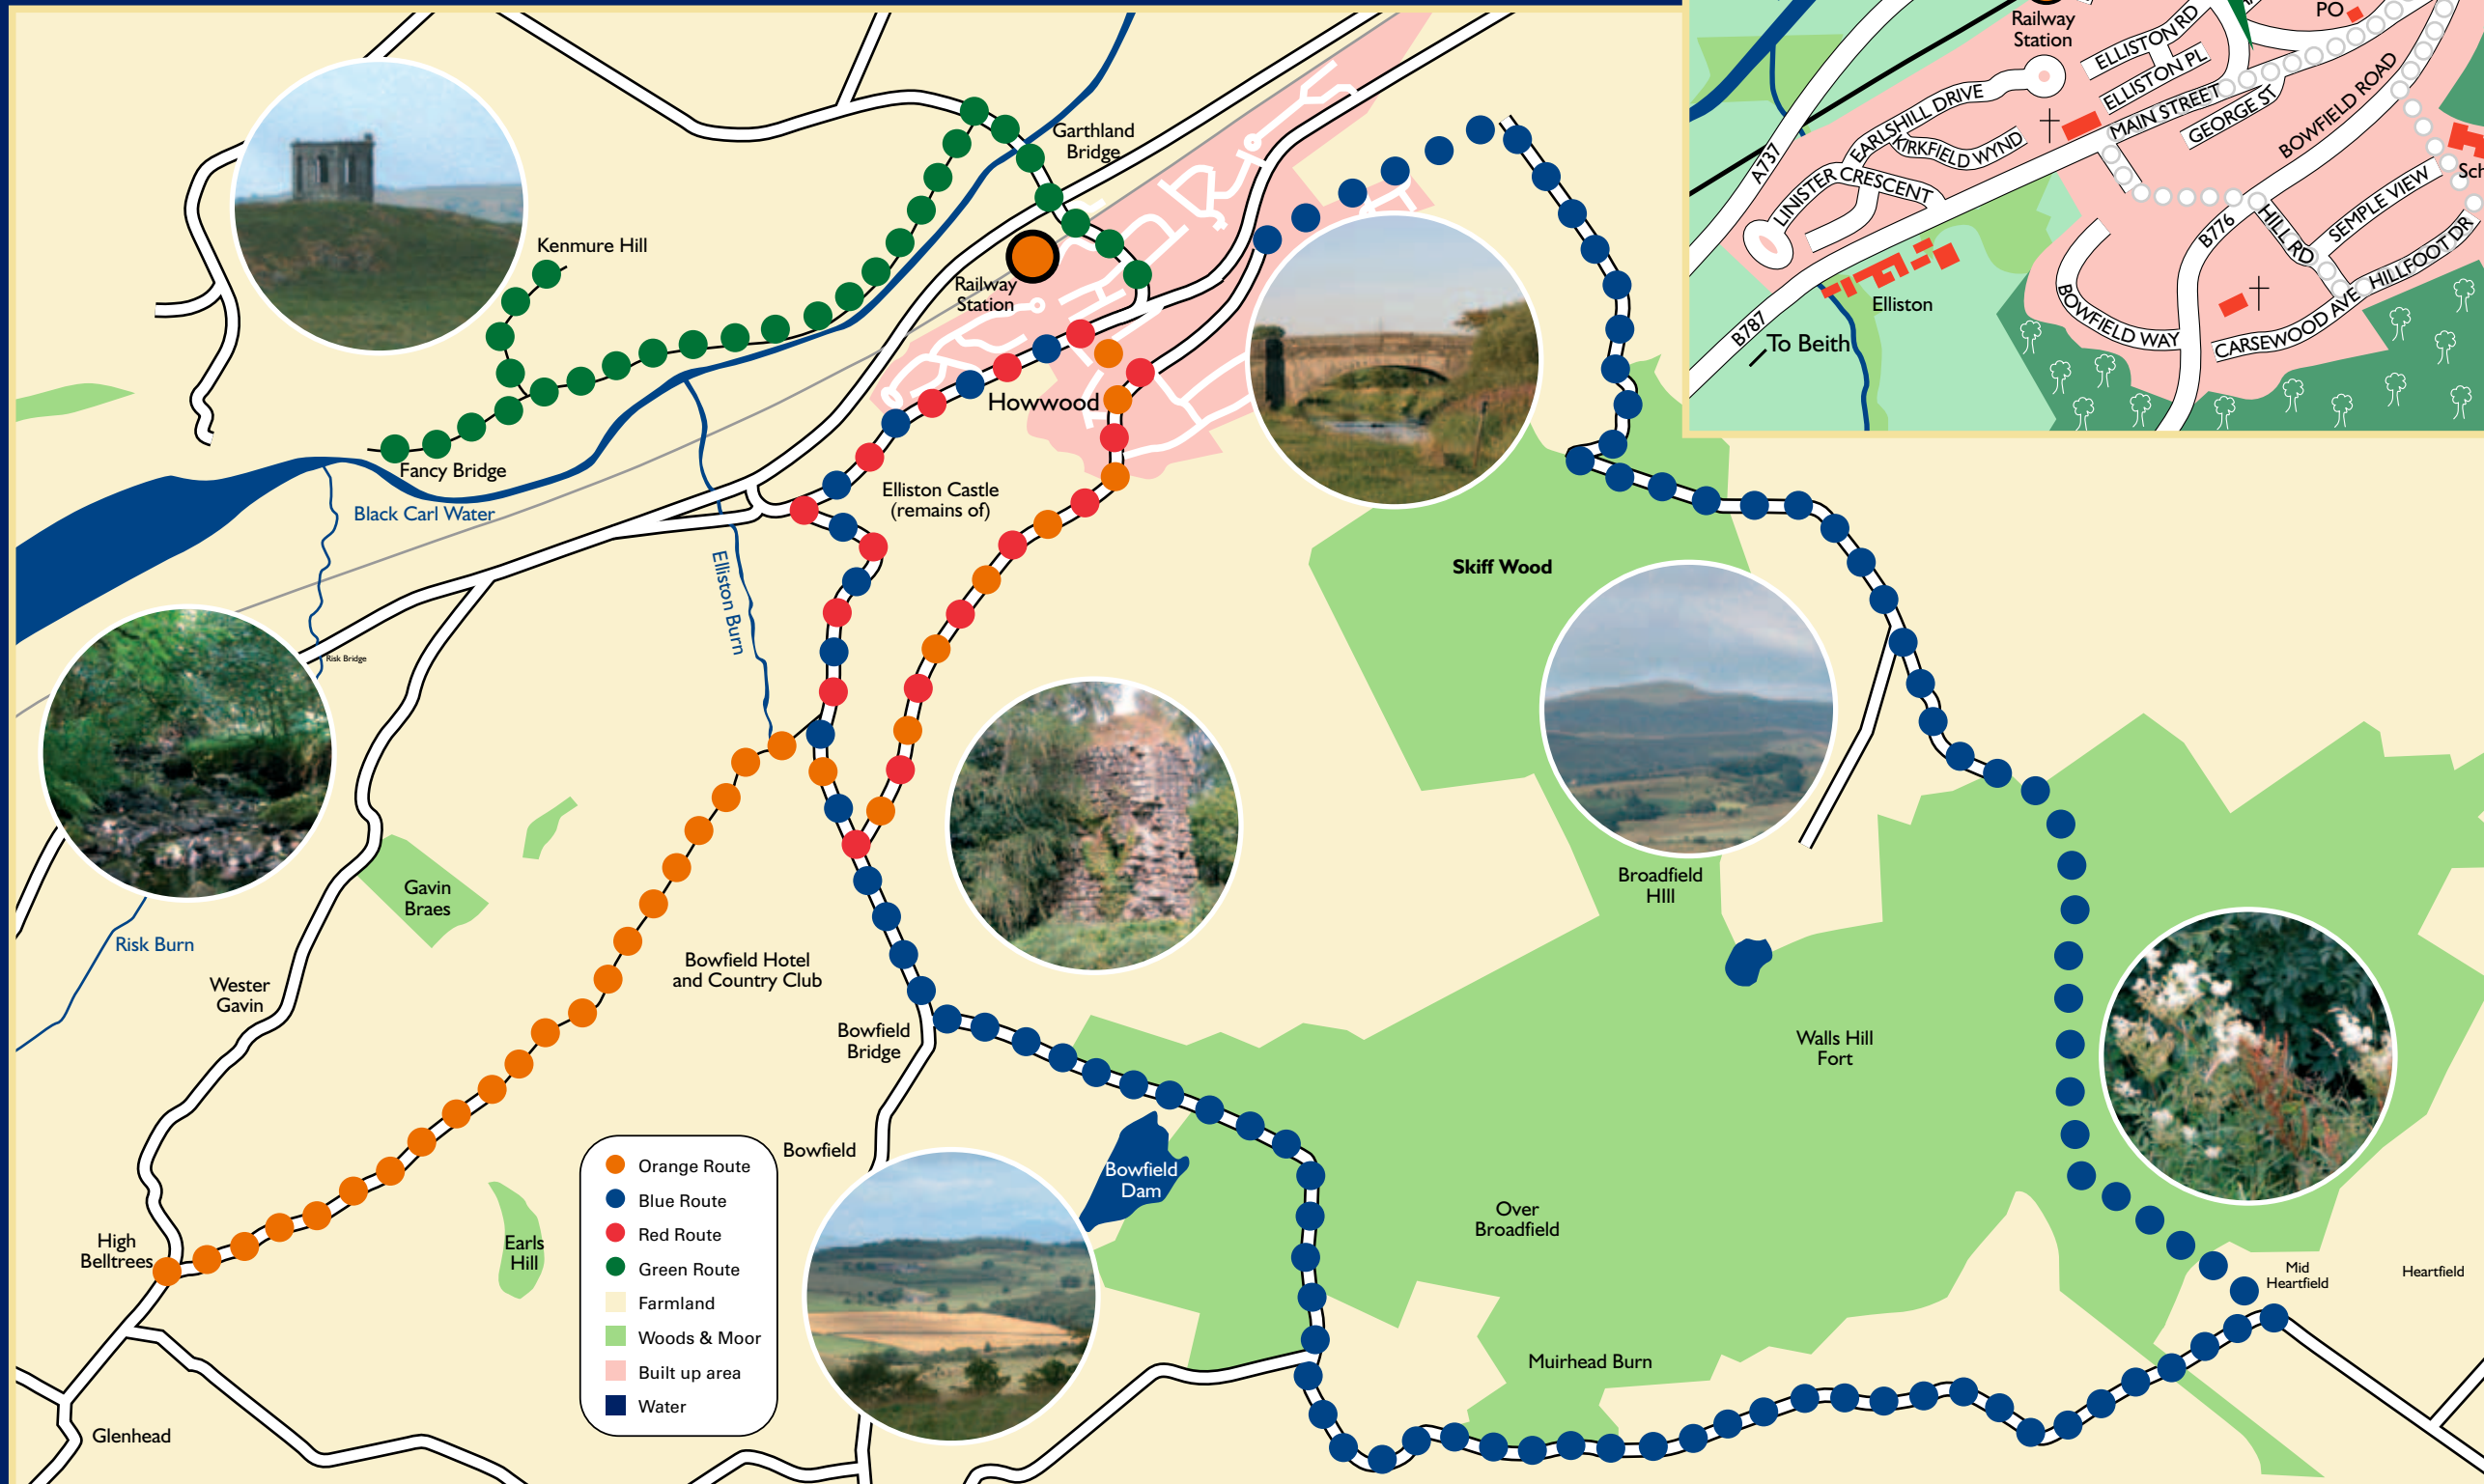 Kenmure Hill
Garthland
Bridge
Railway
Station
Howwood
Fancy Bridge
Black Carl Water
Elliston Castle
(remains of)
Elliston Burn
Skiff Wood
Risk Bridge
Gavin
Braes
Risk Burn
Wester
Gavin
Bowfield Hotel
and Country Club
Bowfield
Bridge
Bowfield
Bowfield
Dam
Broadfield
HIll
Walls Hill
Fort
Over
Broadfield
Muirhead Burn
Mid
Heartfield
Heartfield
High
Belltrees
Earls
Hill
Glenhead
Orange Route
Blue Route
Red Route
Green Route
Farmland
Woods & Moor
Built up area
Water
Railway
Station
PO
ELLISTON RD
ELLISTON PL
MAIN STREET
GEORGE ST
BOWFIELD ROAD
EARLSHILL DRIVE
KIRKFIELD WYND
LINISTER CRESCENT
A737
B787
To Beith
Elliston
B776
HILL RD
SEMPLE VIEW
HILLFOOT DR
CARSEWOOD AVE
BOWFIELD WAY
Sch